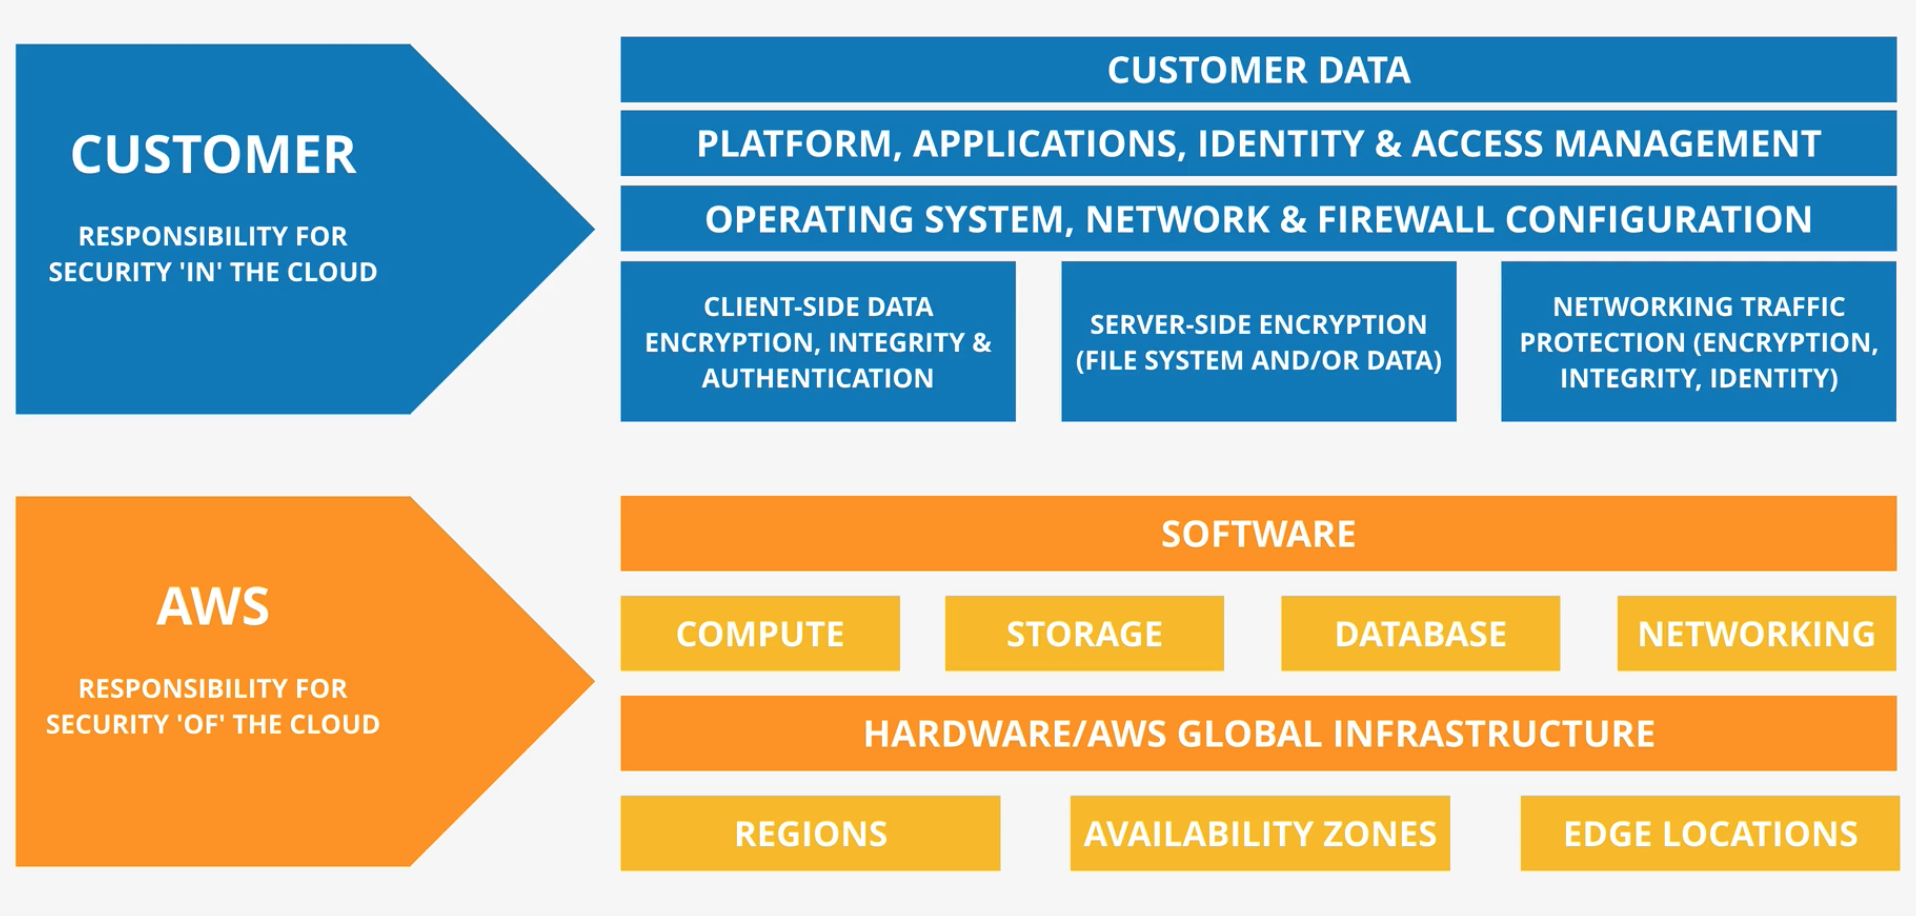 CUSTOMER
RESPONSIBILITY FOR
SECURITY 'IN' THE CLOUD
CUSTOMER DATA
PLATFORM, APPLICATIONS, IDENTITY & ACCESS MANAGEMENT
OPERATING SYSTEM, NETWORK & FIREWALL CONFIGURATION
CLIENT-SIDE DATA
ENCRYPTION, INTEGRITY &
AUTHENTICATION
SERVER-SIDE ENCRYPTION
(FILE SYSTEM AND/OR DATA)
NETWORKING TRAFFIC
PROTECTION (ENCRYPTION,
INTEGRITY, IDENTITY)
AWS
RESPONSIBILITY FOR
SECURITY 'OF' THE CLOUD
SOFTWARE
COMPUTE
STORAGE
DATABASE
NETWORKING
HARDWARE/AWS GLOBAL INFRASTRUCTURE
REGIONS
AVAILABILITY ZONES
EDGE LOCATIONS